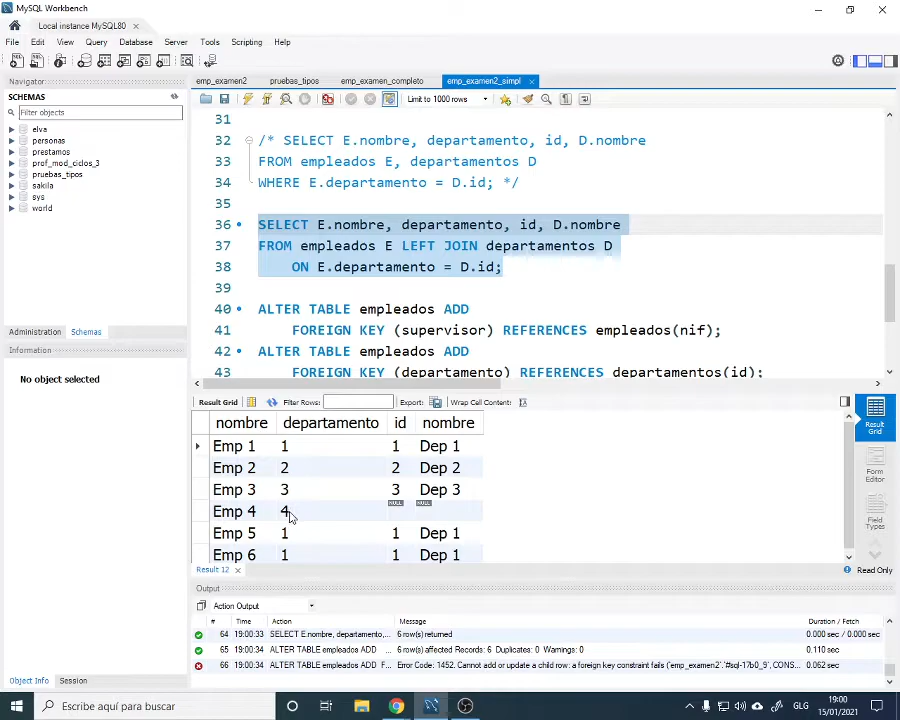 MySQL Workbench
Local instance MySQL80 ×
File Edit View Query Database Server Tools Scripting Help
Navigator
SCHEMAS
Filter objects
elva
personas
prestamos
prof_mod_ciclos_3
pruebas_tipos
sakila
sys
world
Administration Schemas
Information
No object selected
Object Info Session
emp_examen2 pruebas_tipos emp_examen_completo emp_examen2_simpl ×
Limit to 1000 rows
31
32 /* SELECT E.nombre, departamento, id, D.nombre
33 FROM empleados E, departamentos D
34 WHERE E.departamento = D.id; */
35
36 SELECT E.nombre, departamento, id, D.nombre
37 FROM empleados E LEFT JOIN departamentos D
38 ON E.departamento = D.id;
39
40 ALTER TABLE empleados ADD
41 FOREIGN KEY (supervisor) REFERENCES empleados(nif);
42 ALTER TABLE empleados ADD
43 FOREIGN KEY (departamento) REFERENCES departamentos(id);
Result Grid Filter Rows: Export: Wrap Cell Content:
nombre departamento id nombre
Emp 1 1 1 Dep 1
Emp 2 2 2 Dep 2
Emp 3 3 3 Dep 3
Emp 4 4 NULL NULL
Emp 5 1 1 Dep 1
Emp 6 1 1 Dep 1
Result Grid
Form Editor
Field Types
Result 12 ×
Read Only
Output
Action Output
# Time Action Message Duration / Fetch
64 19:00:33 SELECT E.nombre, departamento,... 6 row(s) returned 0.000 sec / 0.000 sec
65 19:00:34 ALTER TABLE empleados ADD ... 6 row(s) affected Records: 6 Duplicates: 0 Warnings: 0 0.110 sec
66 19:00:34 ALTER TABLE empleados ADD F... Error Code: 1452. Cannot add or update a child row: a foreign key constraint fails (`emp_examen2`.`#sql-17b0_9`, CONS... 0.062 sec
Escribe aquí para buscar
GLG
19:00
15/01/2021